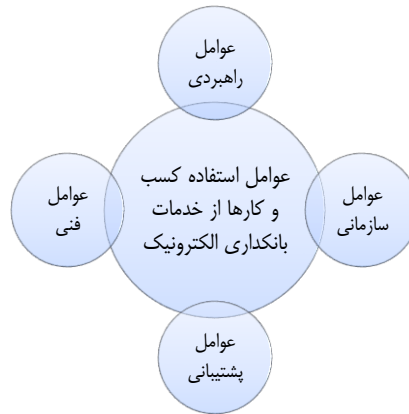 عوامل
راهبردی
عوامل استفاده کسب
و کارها از خدمات
بانکداری الکترونیک
عوامل
سازمانی
عوامل
فنی
عوامل
پشتیبانی